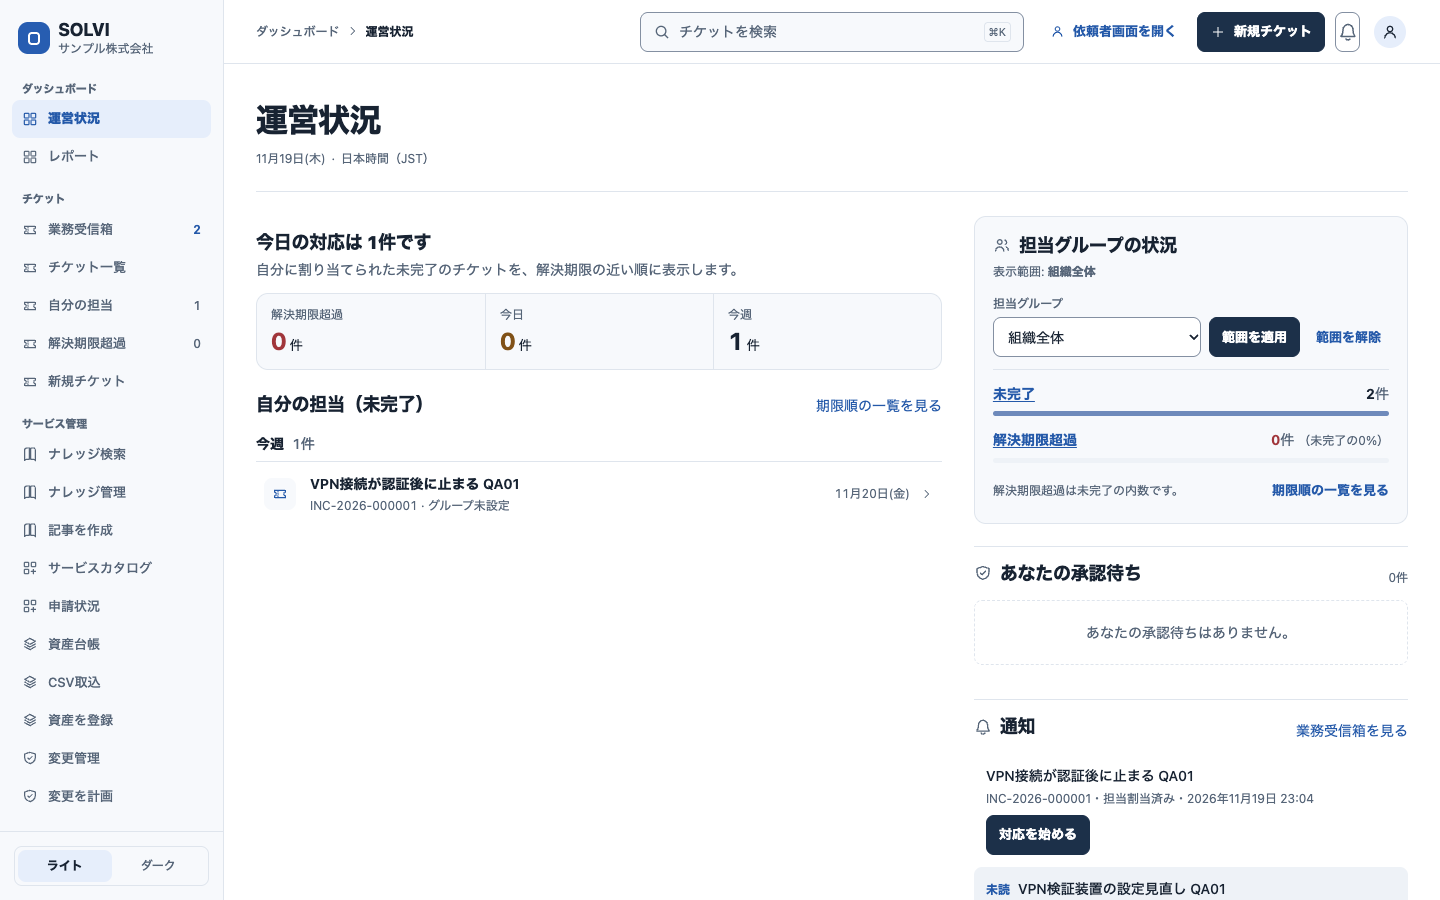 SOLVI
サンプル株式会社
ダッシュボード
運営状況
レポート
チケット
業務受信箱 2
チケット一覧
自分の担当 1
解決期限超過 0
新規チケット
サービス管理
ナレッジ検索
ナレッジ管理
記事を作成
サービスカタログ
申請状況
資産台帳
CSV取込
資産を登録
変更管理
変更を計画
ライト ダーク
ダッシュボード > 運営状況
チケットを検索 ⌘K
依頼者画面を開く
+ 新規チケット
運営状況
11月19日(木) · 日本時間（JST）
今日の対応は 1件です
自分に割り当てられた未完了のチケットを、解決期限の近い順に表示します。
解決期限超過
0 件
今日
0 件
今週
1 件
自分の担当（未完了） 期限順の一覧を見る
今週 1件
VPN接続が認証後に止まる QA01
INC-2026-000001 · グループ未設定
11月20日(金)
担当グループの状況
表示範囲: 組織全体
担当グループ
組織全体 範囲を適用 範囲を解除
未完了 2件
解決期限超過 0件 （未完了の0%）
解決期限超過は未完了の内数です。 期限順の一覧を見る
あなたの承認待ち 0件
あなたの承認待ちはありません。
通知 業務受信箱を見る
VPN接続が認証後に止まる QA01
INC-2026-000001・担当割当済み・2026年11月19日 23:04
対応を始める
未読 VPN検証装置の設定見直し QA01